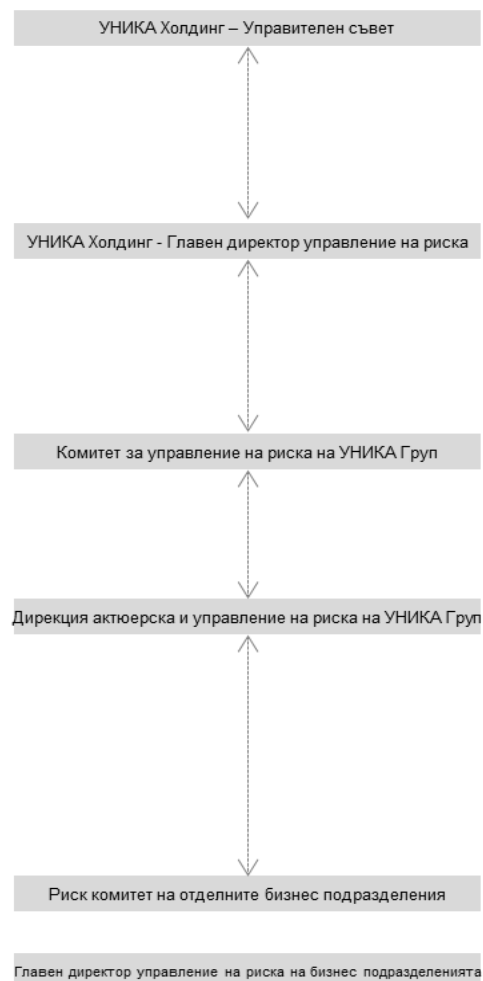 УНИКА Холдинг – Управителен съвет
УНИКА Холдинг - Главен директор управление на риска
Комитет за управление на риска на УНИКА Груп
Дирекция актюерска и управление на риска на УНИКА Груп
Риск комитет на отделните бизнес подразделения
Главен директор управление на риска на бизнес подразделенията